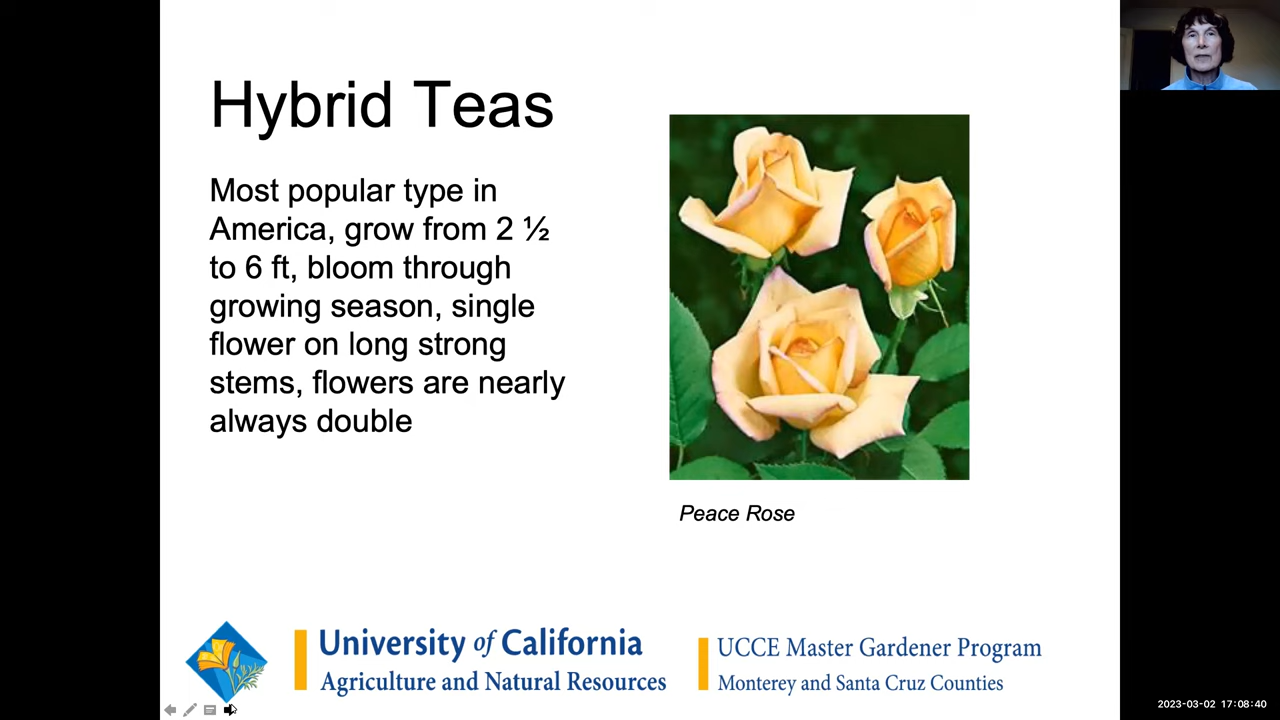 Hybrid Teas
Most popular type in
America, grow from 2 ½
to 6 ft, bloom through
growing season, single
flower on long strong
stems, flowers are nearly
always double
Peace Rose
University of California
Agriculture and Natural Resources
UCCE Master Gardener Program
Monterey and Santa Cruz Counties
2023-03-02 17:08:40